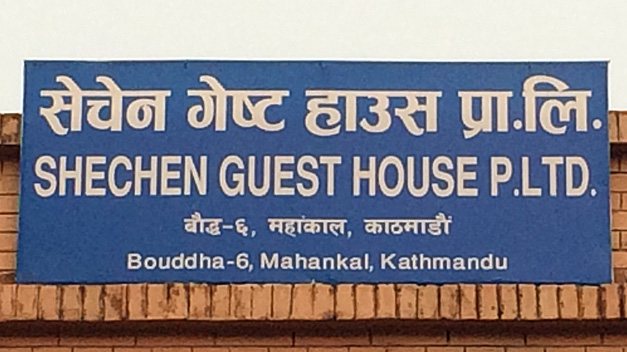 सेचेन गेष्ट हाउस प्रा.लि.
SHECHEN GUEST HOUSE P.LTD.
बौद्ध-६, महांकाल, काठमाडौं
Bouddha-6, Mahankal, Kathmandu